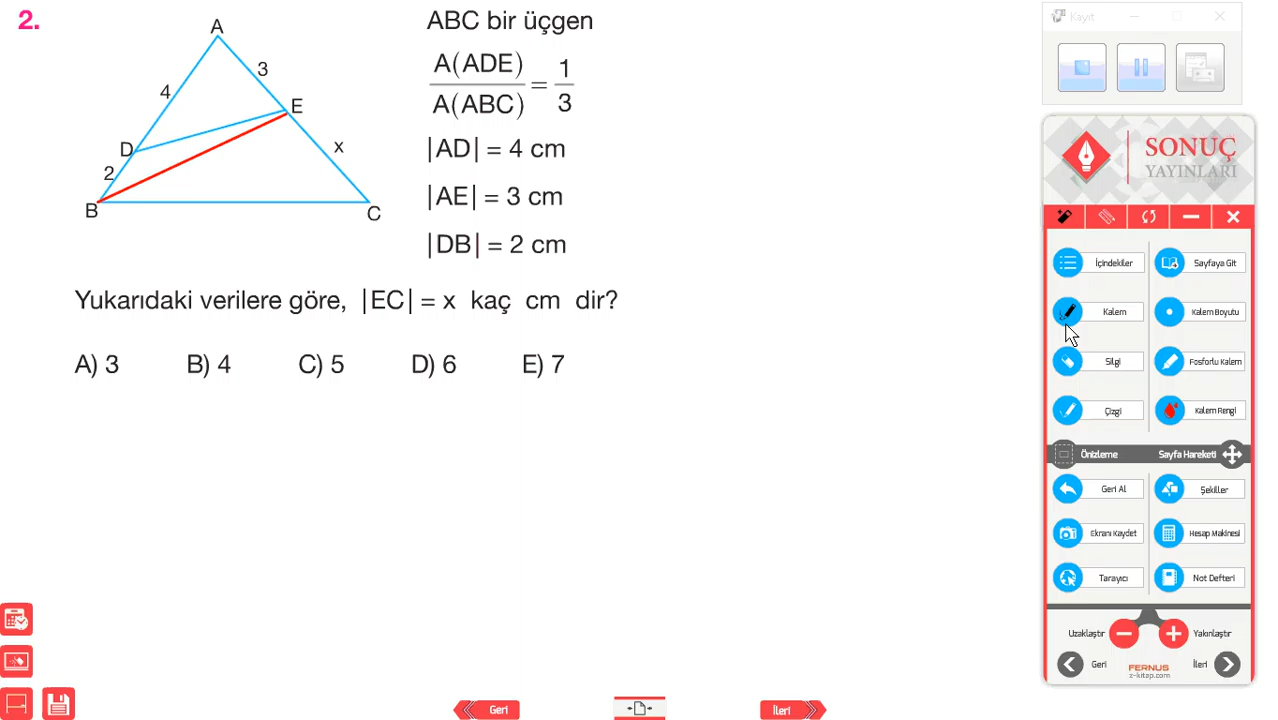 2.
A
3
4
E
D
x
2
B
C
ABC bir üçgen
A(ADE)
A(ABC)
= 1
3
|AD| = 4 cm
|AE| = 3 cm
|DB| = 2 cm
Yukarıdaki verilere göre, |EC| = x kaç cm dir?
A) 3 B) 4 C) 5 D) 6 E) 7
Kayıt
SONUÇ
YAYINLARI
İçindekiler Sayfaya Git
Kalem Kalem Boyutu
Silgi Fosforlu Kalem
Çizgi Kalem Rengi
Önizleme Sayfa Hareketi
Geri Al Şekiller
Ekranı Kaydet Hesap Makinesi
Tarayıcı Not Defteri
Uzaklaştır Yakınlaştır
Geri FERNUS İleri
z-kitap.com
Geri İleri